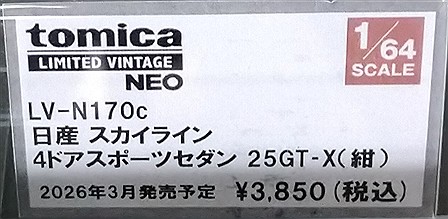 tomica
LIMITED VINTAGE
NEO
1/64
SCALE
LV-N170c
日産 スカイライン
4ドアスポーツセダン 25GT-X(紺)
2026年3月発売予定 ¥3,850(税込)